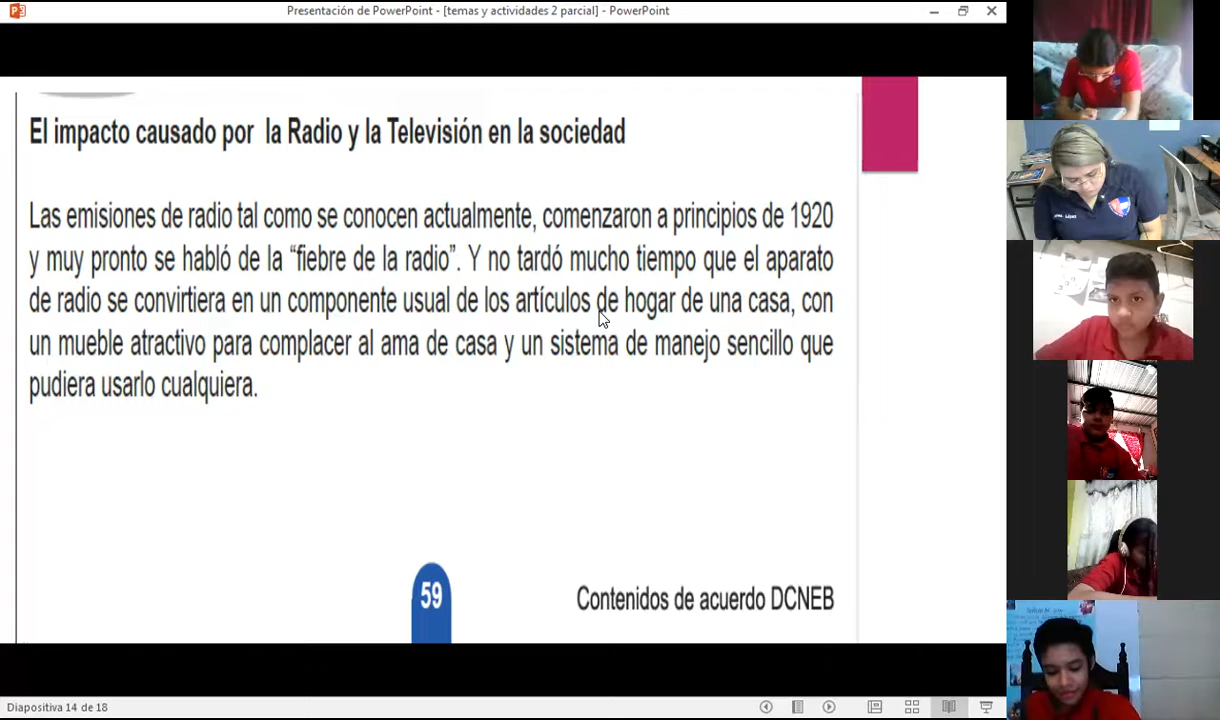 Presentación de PowerPoint - [temas y actividades 2 parcial] - PowerPoint
El impacto causado por la Radio y la Televisión en la sociedad
Las emisiones de radio tal como se conocen actualmente, comenzaron a principios de 1920
y muy pronto se habló de la “fiebre de la radio”. Y no tardó mucho tiempo que el aparato
de radio se convirtiera en un componente usual de los artículos de hogar de una casa, con
un mueble atractivo para complacer al ama de casa y un sistema de manejo sencillo que
pudiera usarlo cualquiera.
59
Contenidos de acuerdo DCNEB
Diapositiva 14 de 18